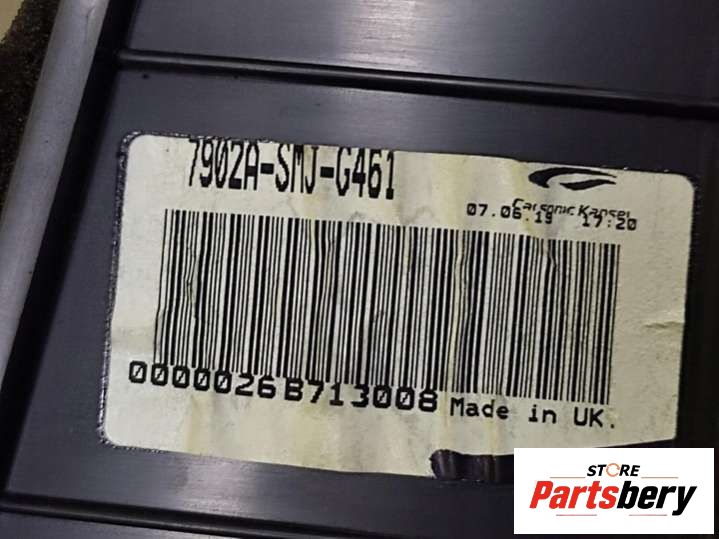 7902A-SMJ-G461
Calsonic Kansei
07.06.19 17:20
0000026B713008 Made in UK.
STORE
Partsbery